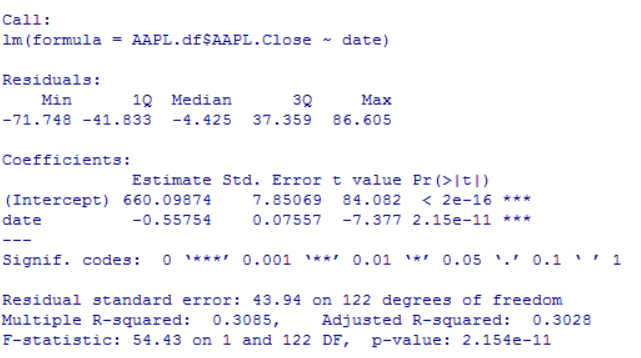 Call:
lm(formula = AAPL.df$AAPL.Close ~ date)
Residuals:
    Min      1Q  Median      3Q     Max
-71.748 -41.833  -4.425  37.359  86.605
Coefficients:
             Estimate Std. Error t value Pr(>|t|)
(Intercept) 660.09874    7.85069  84.082  < 2e-16 ***
date         -0.55754    0.07557  -7.377 2.15e-11 ***
---
Signif. codes:  0 ‘***’ 0.001 ‘**’ 0.01 ‘*’ 0.05 ‘.’ 0.1 ‘ ’ 1
Residual standard error: 43.94 on 122 degrees of freedom
Multiple R-squared:  0.3085,    Adjusted R-squared:  0.3028
F-statistic: 54.43 on 1 and 122 DF,  p-value: 2.154e-11